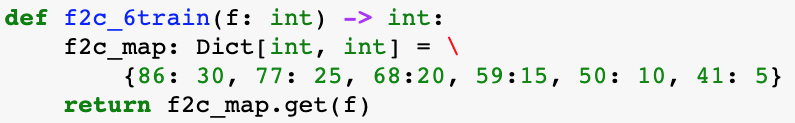 def f2c_6train(f: int) -> int:
f2c_map: Dict[int, int] = \
{86: 30, 77: 25, 68:20, 59:15, 50: 10, 41: 5}
return f2c_map.get(f)